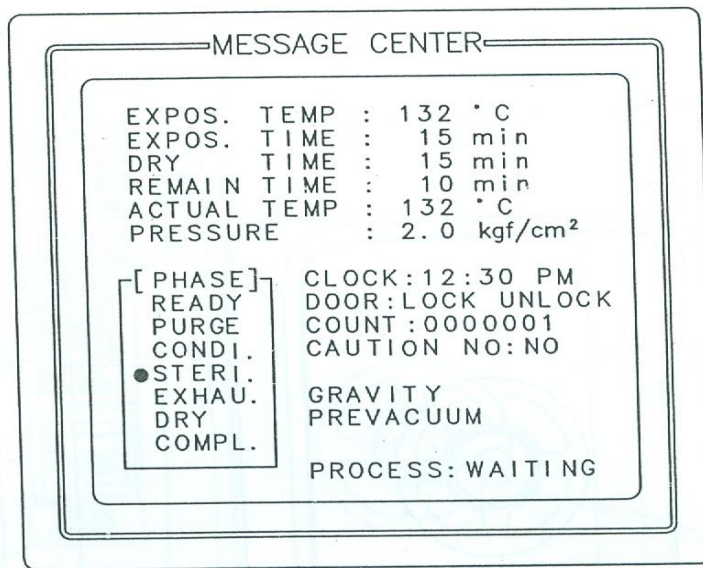 MESSAGE CENTER
EXPOS. TEMP : 132 °C
EXPOS. TIME : 15 min
DRY TIME : 15 min
REMAIN TIME : 10 min
ACTUAL TEMP : 132 °C
PRESSURE : 2.0 kgf/cm²
[PHASE]
READY
PURGE
CONDI.
●STERI.
EXHAU.
DRY
COMPL.
CLOCK:12:30 PM
DOOR:LOCK UNLOCK
COUNT:0000001
CAUTION NO:NO
GRAVITY
PREVACUUM
PROCESS:WAITING